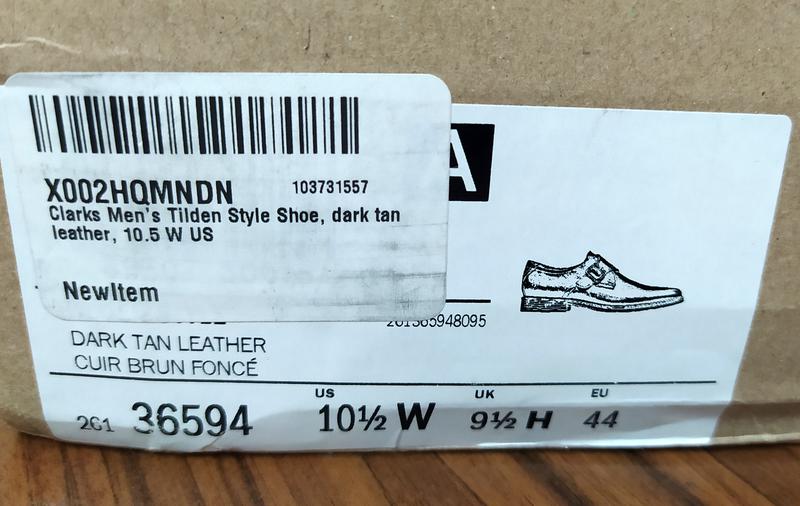 A
X002HQMNDN 103731557
Clarks Men's Tilden Style Shoe, dark tan
leather, 10.5 W US
NewItem
261365948095
DARK TAN LEATHER
CUIR BRUN FONCÉ
US UK EU
261 36594 10½ W 9½ H 44